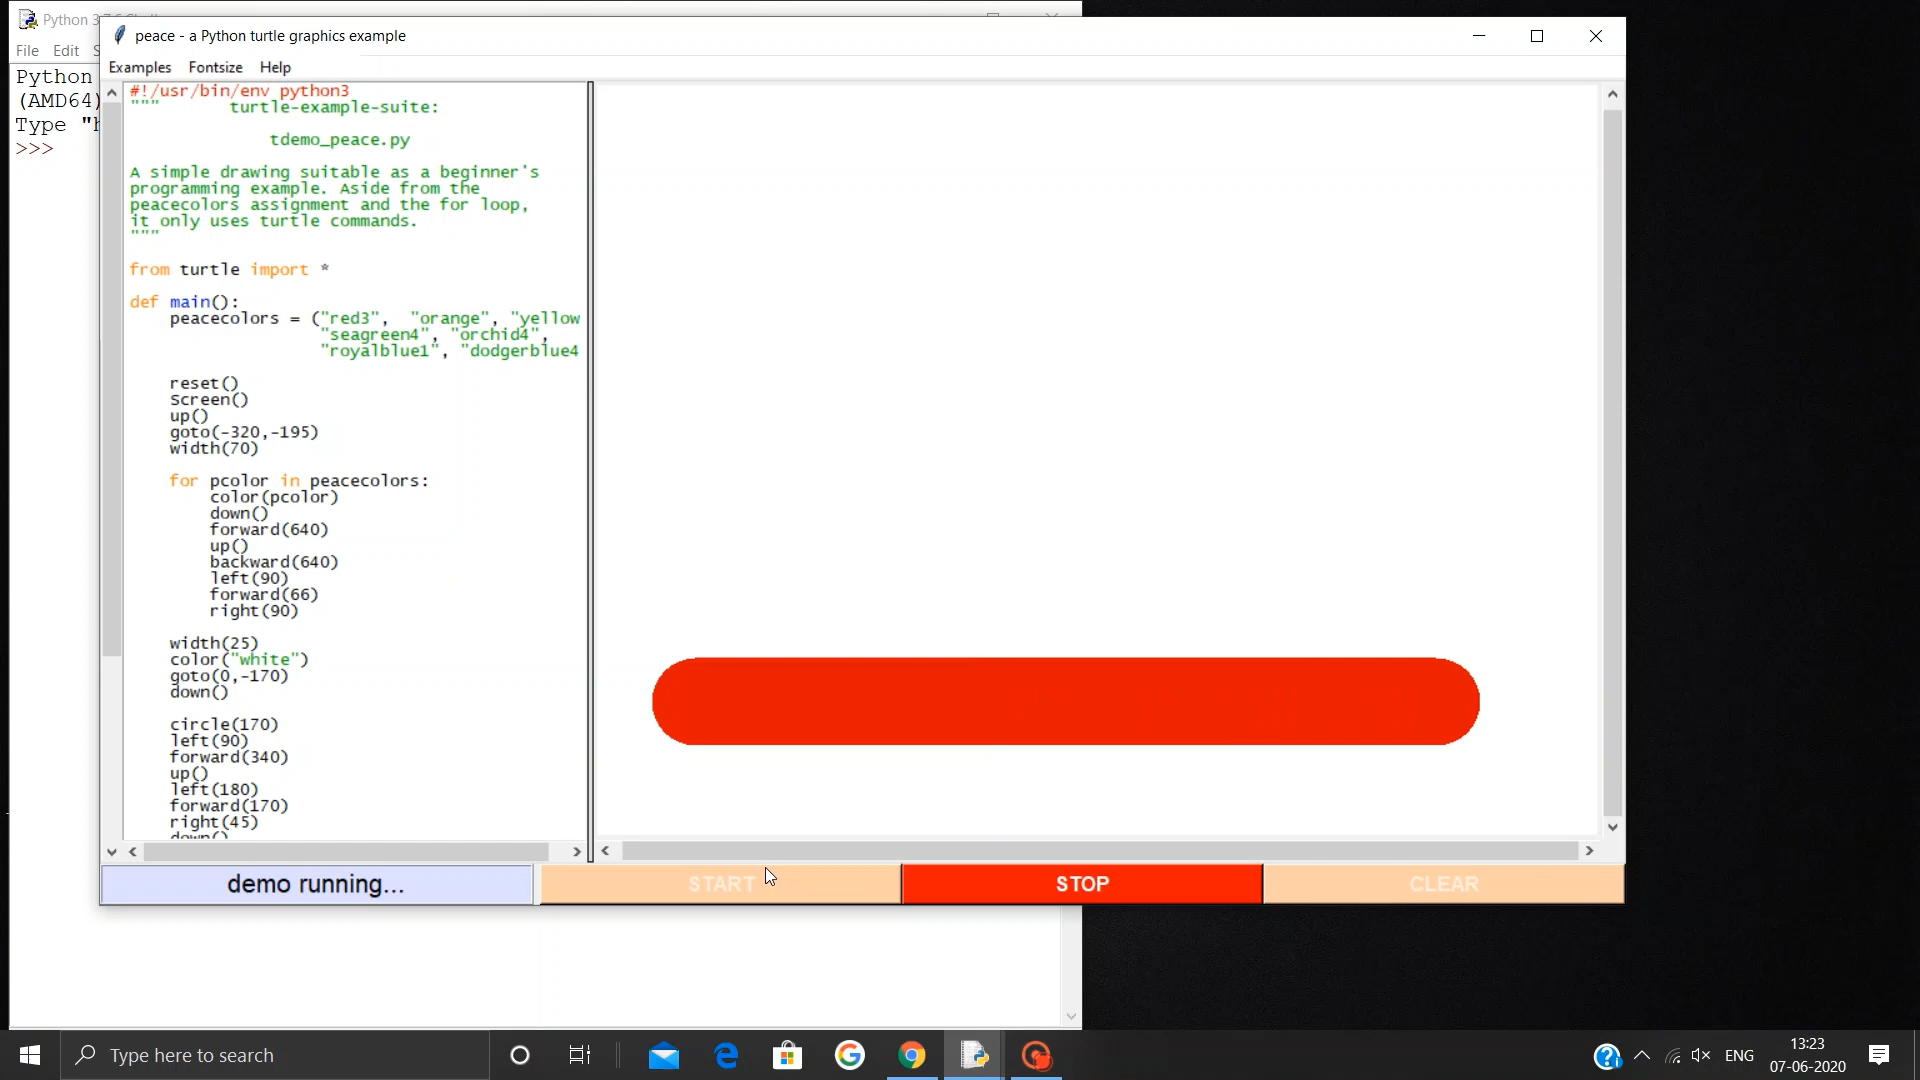 Python 3
peace - a Python turtle graphics example
File Edit S
Examples Fontsize Help
Python
(AMD64)
Type "h
>>>
#!/usr/bin/env python3
""" turtle-example-suite:
tdemo_peace.py
A simple drawing suitable as a beginner's
programming example. Aside from the
peacecolors assignment and the for loop,
it only uses turtle commands.
"""
from turtle import *
def main():
peacecolors = ("red3", "orange", "yellow
"seagreen4", "orchid4",
"royalblue1", "dodgerblue4
reset()
Screen()
up()
goto(-320,-195)
width(70)
for pcolor in peacecolors:
color(pcolor)
down()
forward(640)
up()
backward(640)
left(90)
forward(66)
right(90)
width(25)
color("white")
goto(0,-170)
down()
circle(170)
left(90)
forward(340)
up()
left(180)
forward(170)
right(45)
down()
demo running...
START
STOP
CLEAR
Type here to search
ENG
13:23
07-06-2020